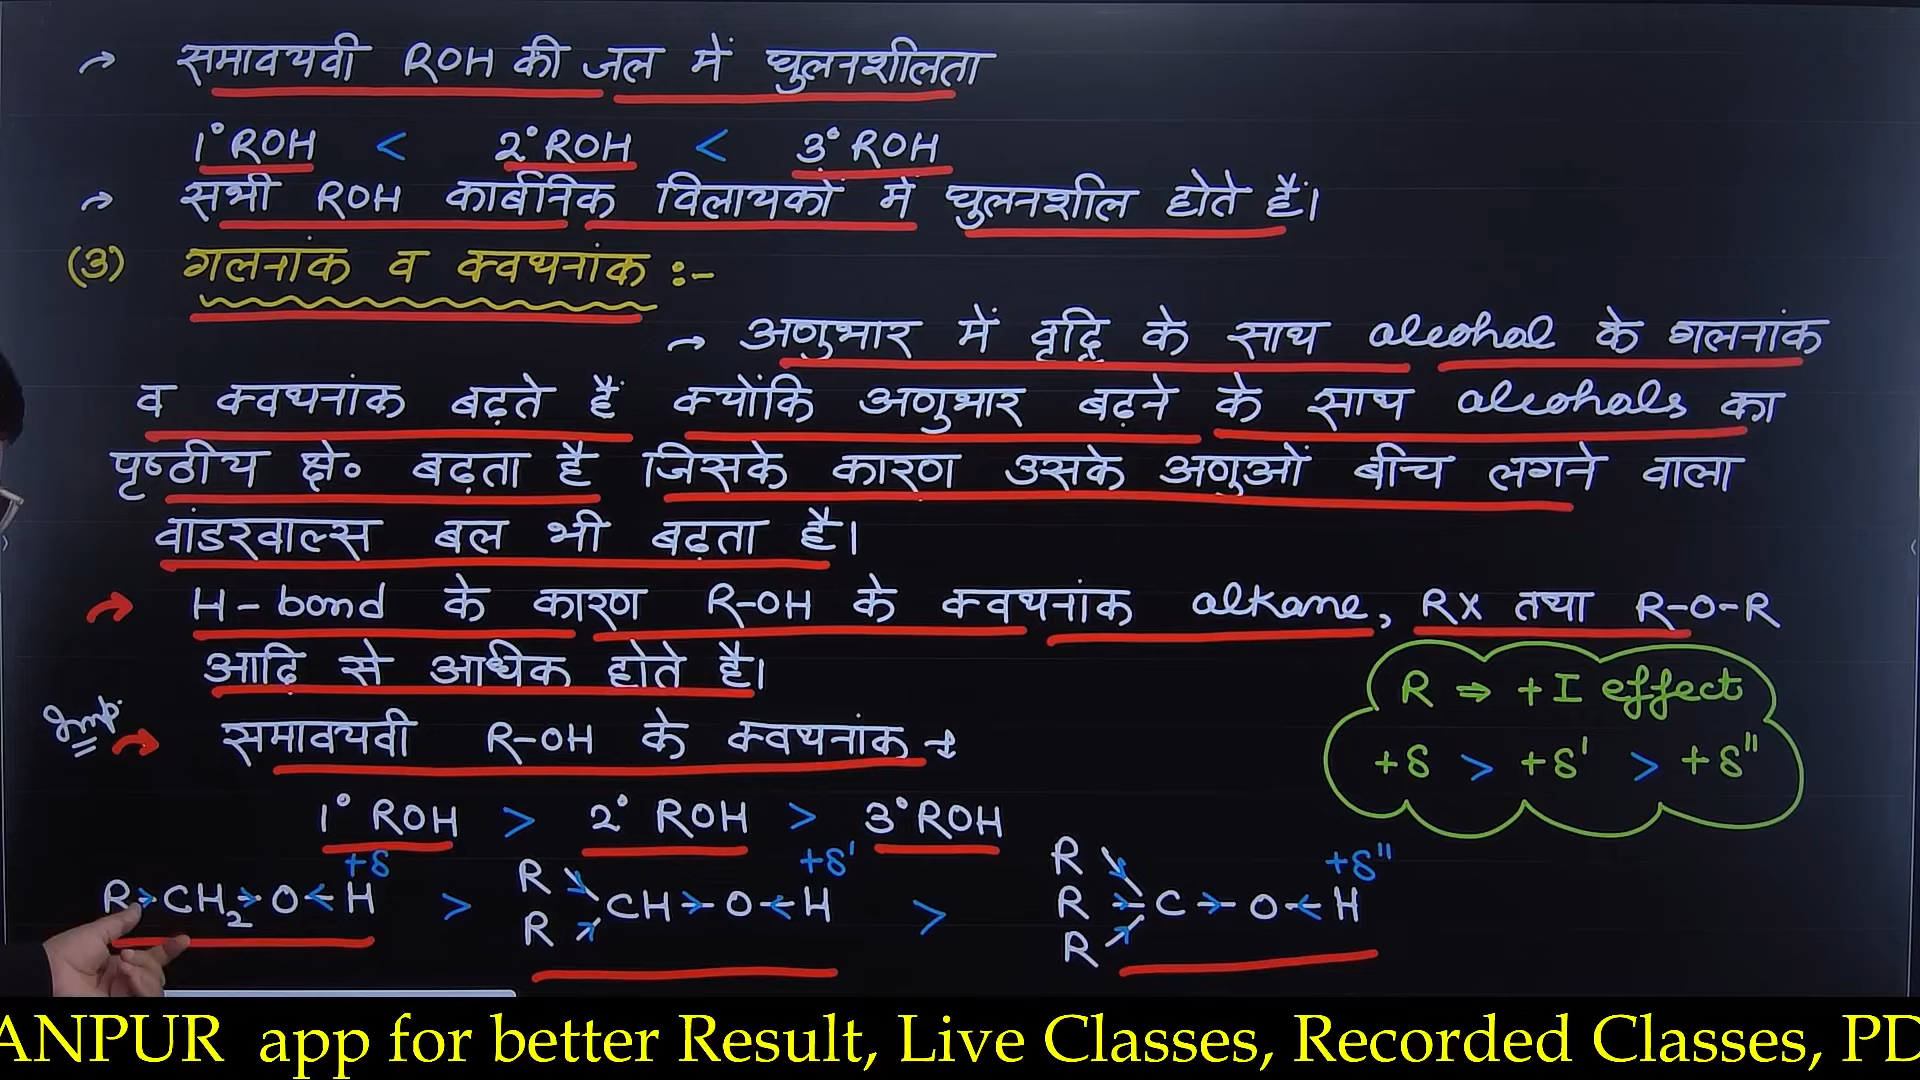 → समावयवी ROH की जल में घुलनशीलता
1° ROH < 2° ROH < 3° ROH
→ सभी ROH कार्बनिक विलायकों में घुलनशील होते हैं।
(3) गलनांक व क्वथनांक :-
→ अणुभार में वृद्धि के साथ alcohol के गलनांक
व क्वथनांक बढ़ते हैं क्योंकि अणुभार बढ़ने के साथ alcohals का
पृष्ठीय क्षे० बढ़ता है जिसके कारण उसके अणुओं बीच लगने वाला
वांडरवाल्स बल भी बढ़ता है।
→ H-bond के कारण R-OH के क्वथनांक alkane, RX तथा R-O-R
आदि से अधिक होते है।
R ⇒ +I effect
+δ > +δ' > +δ"
Imp. → समावयवी R-OH के क्वथनांक →
1° ROH > 2° ROH > 3° ROH
+δ +δ' +δ"
R CH2 O H > R R CH O H > R R R C O H
ANPUR app for better Result, Live Classes, Recorded Classes, PD